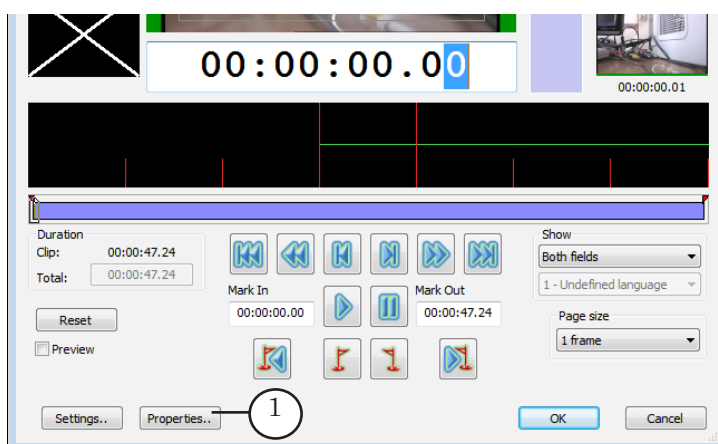 00:00:00.00
00:00:00.01
Duration
Clip: 00:00:47.24
Total: 00:00:47.24
Reset
Preview
Mark In
00:00:00.00
Mark Out
00:00:47.24
Show
Both fields
1 - Undefined language
Page size
1 frame
Settings..
Properties..
1
OK
Cancel